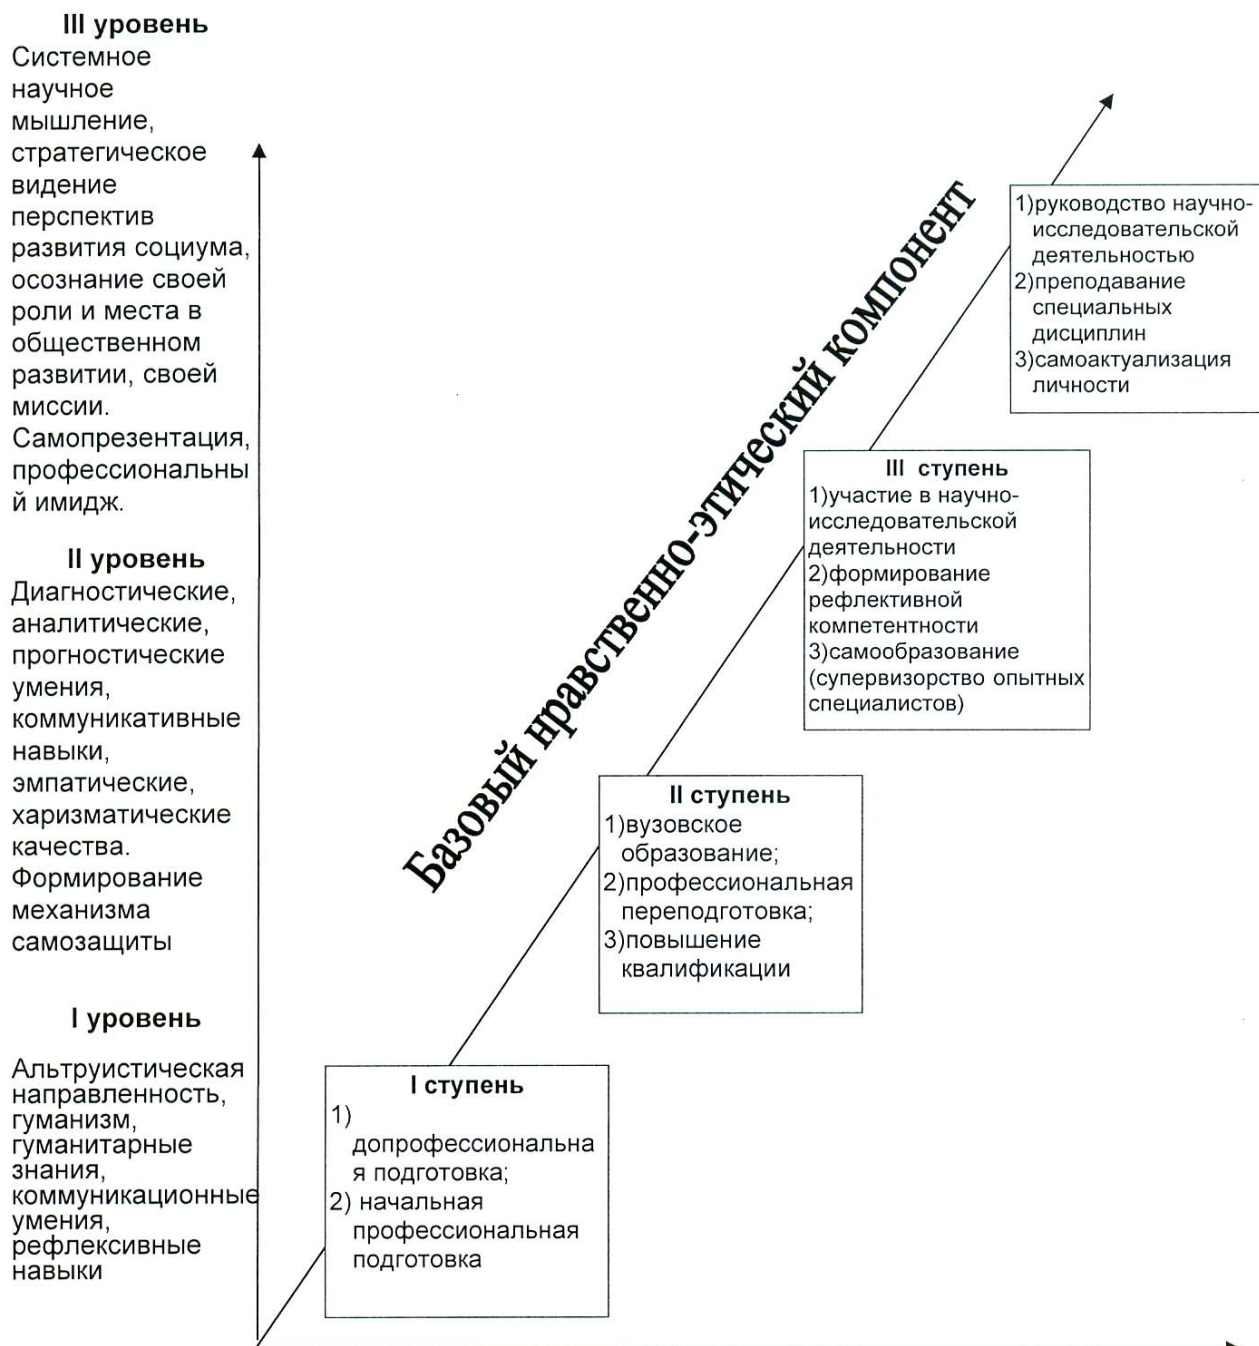 III уровень
Системное
научное
мышление,
стратегическое
видение
перспектив
развития социума,
осознание своей
роли и места в
общественном
развитии, своей
миссии.
Самопрезентация,
профессиональны
й имидж.
II уровень
Диагностические,
аналитические,
прогностические
умения,
коммуникативные
навыки,
эмпатические,
харизматические
качества.
Формирование
механизма
самозащиты
I уровень
Альтруистическая
направленность,
гуманизм,
гуманитарные
знания,
коммуникационные
умения,
рефлексивные
навыки
Базовый нравственно-этический компонент
1)руководство научно-
исследовательской
деятельностью
2)преподавание
специальных
дисциплин
3)самоактуализация
личности
III ступень
1)участие в научно-
исследовательской
деятельности
2)формирование
рефлективной
компетентности
3)самообразование
(супервизорство опытных
специалистов)
II ступень
1)вузовское
образование;
2)профессиональная
переподготовка;
3)повышение
квалификации
I ступень
1)
допрофессиональна
я подготовка;
2) начальная
профессиональная
подготовка